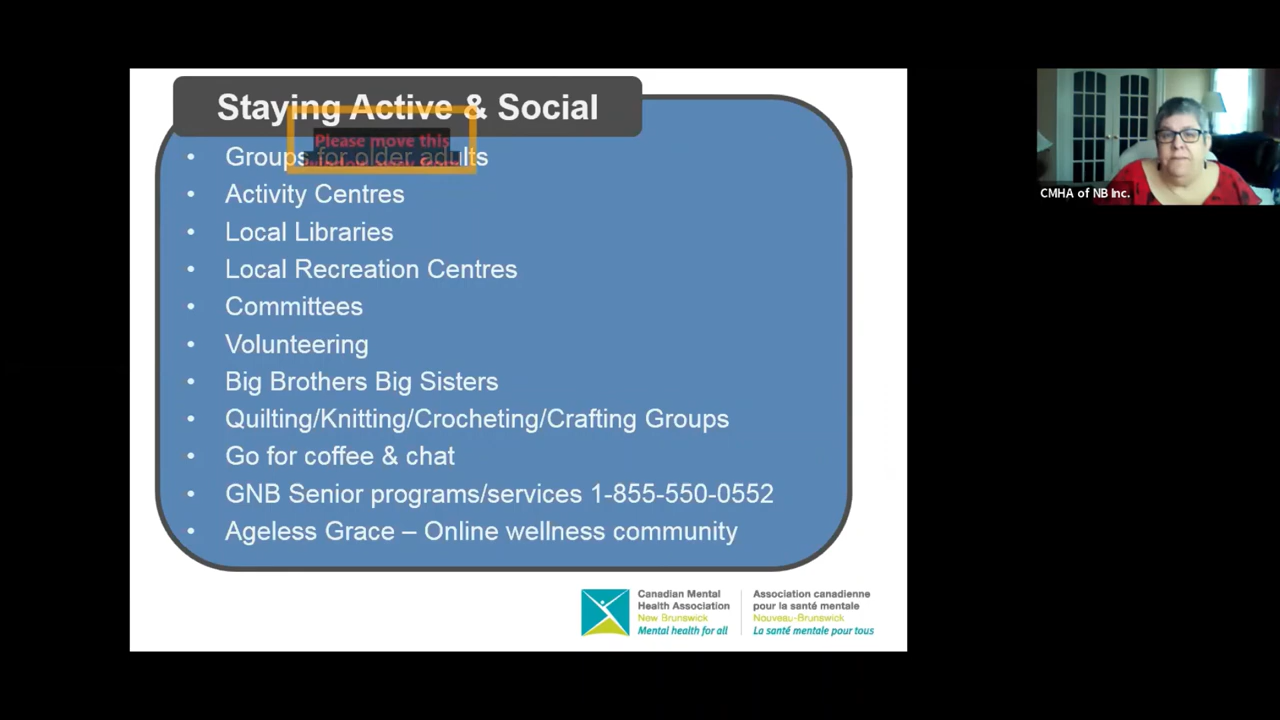 Staying Active & Social
Please move this
• Groups for older adults
• Activity Centres
• Local Libraries
• Local Recreation Centres
• Committees
• Volunteering
• Big Brothers Big Sisters
• Quilting/Knitting/Crocheting/Crafting Groups
• Go for coffee & chat
• GNB Senior programs/services 1-855-550-0552
• Ageless Grace – Online wellness community
CMHA of NB Inc.
Canadian Mental
Health Association
New Brunswick
Mental health for all
Association canadienne
pour la santé mentale
Nouveau-Brunswick
La santé mentale pour tous